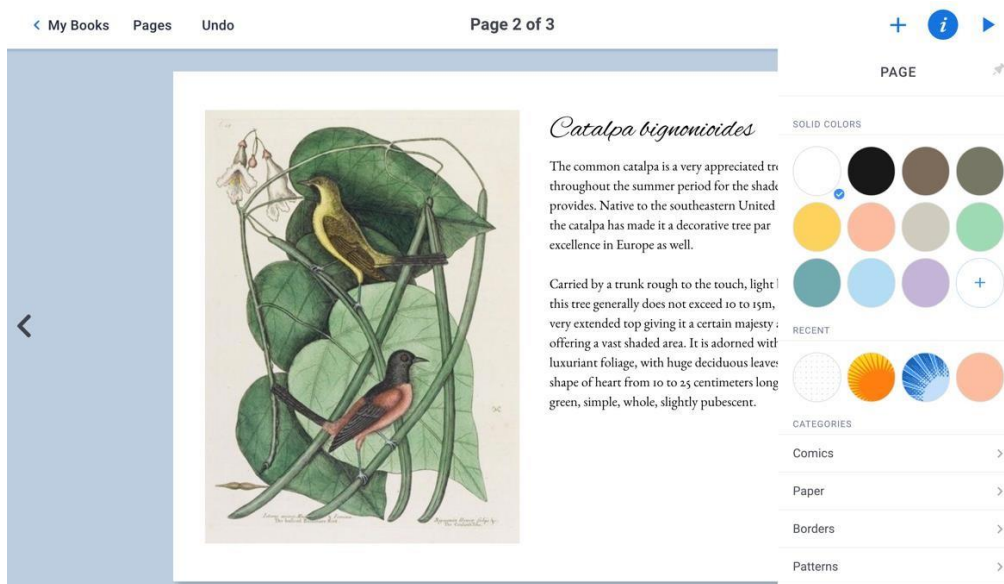 My Books
Pages
Undo
Page 2 of 3
i
PAGE
Catalpa bignonioides
The common catalpa is a very appreciated tre
throughout the summer period for the shade
provides. Native to the southeastern United
the catalpa has made it a decorative tree par
excellence in Europe as well.
Carried by a trunk rough to the touch, light
this tree generally does not exceed 10 to 15m,
very extended top giving it a certain majesty
offering a vast shaded area. It is adorned with
luxuriant foliage, with huge deciduous leaves
shape of heart from 10 to 25 centimeters long
green, simple, whole, slightly pubescent.
SOLID COLORS
RECENT
CATEGORIES
Comics
Paper
Borders
Patterns